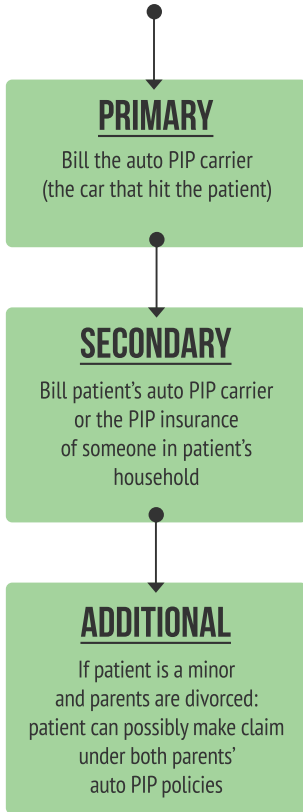 PRIMARY
Bill the auto PIP carrier
(the car that hit the patient)
SECONDARY
Bill patient’s auto PIP carrier
or the PIP insurance
of someone in patient’s
household
ADDITIONAL
If patient is a minor
and parents are divorced:
patient can possibly make claim
under both parents’
auto PIP policies